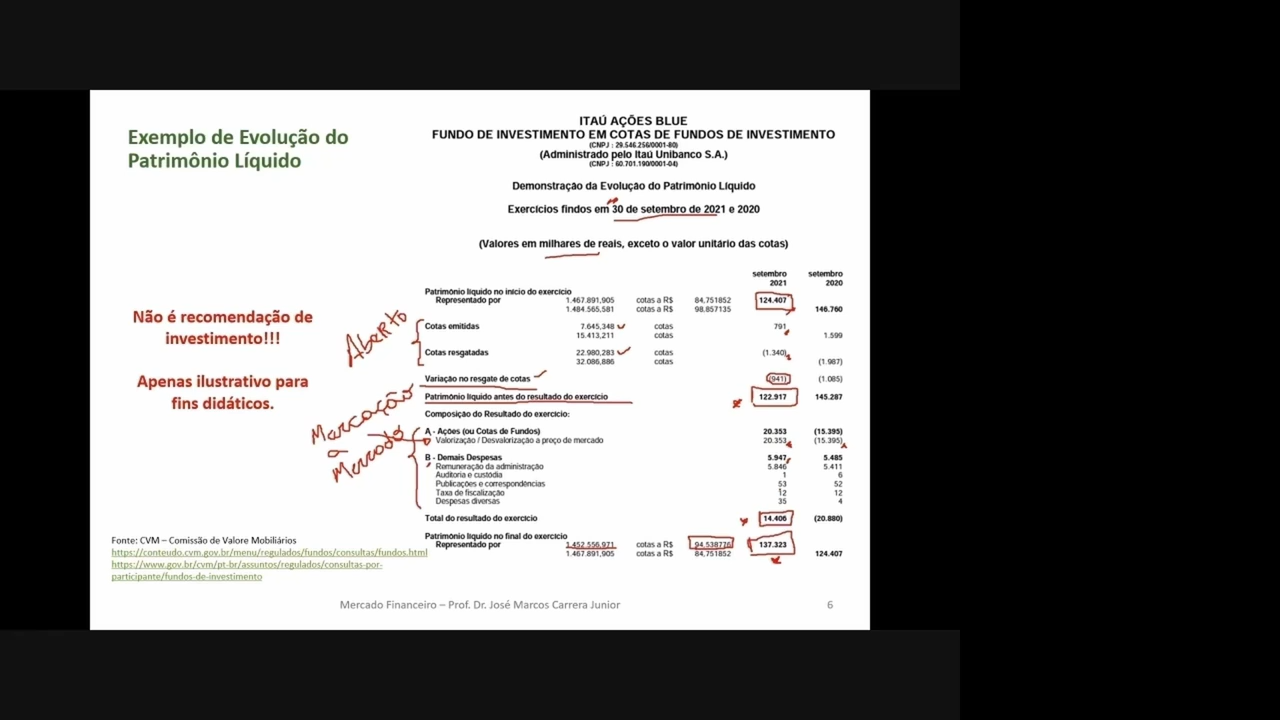 Exemplo de Evolução do
Patrimônio Líquido
ITAÚ AÇÕES BLUE
FUNDO DE INVESTIMENTO EM COTAS DE FUNDOS DE INVESTIMENTO
(CNPJ : 29.546.256/0001-80)
(Administrado pelo Itaú Unibanco S.A.)
(CNPJ : 60.701.190/0001-04)
Demonstração da Evolução do Patrimônio Líquido
Exercícios findos em 30 de setembro de 2021 e 2020
(Valores em milhares de reais, exceto o valor unitário das cotas)
setembro setembro
2021 2020
Patrimônio líquido no início do exercício
Representado por 1.467.891,905 cotas a R$ 84,751852 124.407
1.484.565,581 cotas a R$ 98,857135 146.760
Não é recomendação de
investimento!!!
Apenas ilustrativo para
fins didáticos.
Aberto
Cotas emitidas 7.645,348 cotas 791
15.413,211 cotas 1.599
Cotas resgatadas 22.980,283 cotas (1.340)
32.086,886 cotas (1.987)
Variação no resgate de cotas (941) (1.085)
Patrimônio líquido antes do resultado do exercício 122.917 145.287
Composição do Resultado do exercício:
Marcação
a
Mercado
A - Ações (ou Cotas de Fundos) 20.353 (15.395)
Valorização / Desvalorização a preço de mercado 20.353 (15.395)
B - Demais Despesas 5.947 5.485
Remuneração da administração 5.846 5.411
Auditoria e custódia 1 6
Publicações e correspondências 53 52
Taxa de fiscalização 12 12
Despesas diversas 35 4
Total do resultado do exercício 14.406 (20.880)
Patrimônio líquido no final do exercício
Representado por 1.452.556,971 cotas a R$ 94,538776 137.323
1.467.891,905 cotas a R$ 84,751852 124.407
Fonte: CVM – Comissão de Valore Mobiliários
https://conteudo.cvm.gov.br/menu/regulados/fundos/consultas/fundos.html
https://www.gov.br/cvm/pt-br/assuntos/regulados/consultas-por-
participante/fundos-de-investimento
Mercado Financeiro – Prof. Dr. José Marcos Carrera Junior 6